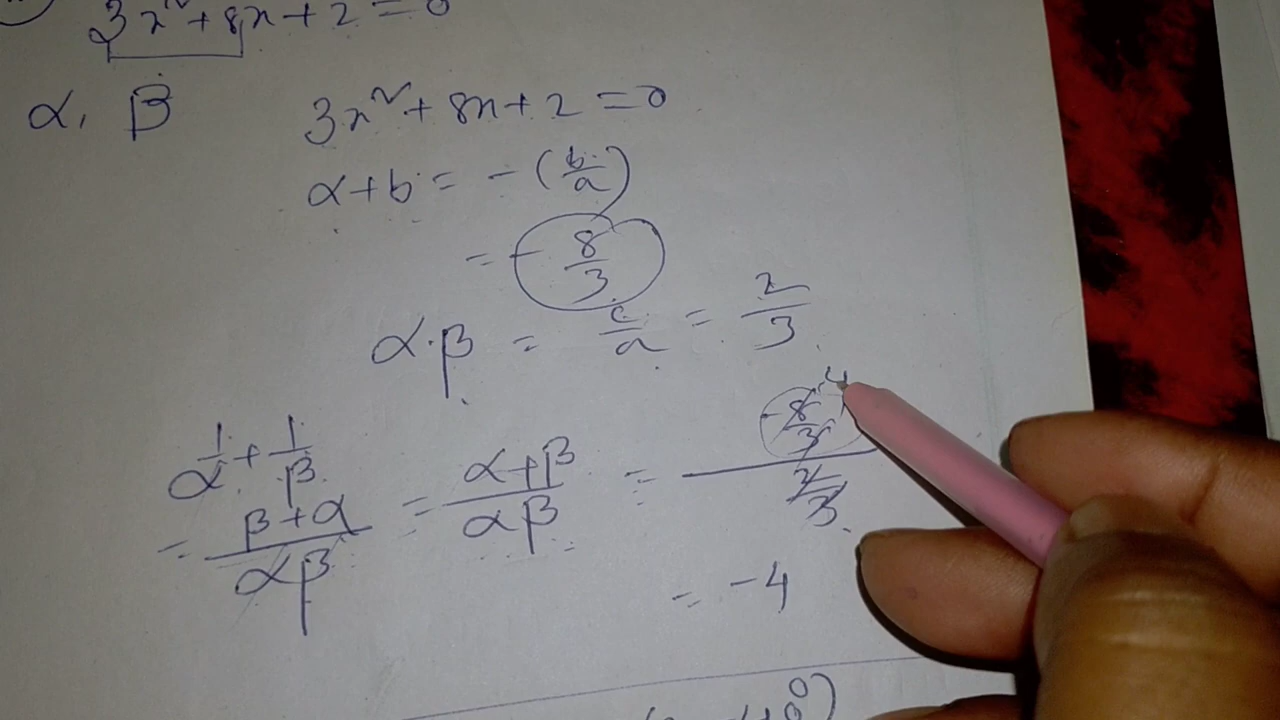 3x² + 8x + 2 = 0
α, β
3x² + 8x + 2 = 0
α + b = - (b/a)
= - 8/3
α·β = c/a = 2/3
1/α + 1/β
= β + α / αβ = α + β / αβ = -8/3 / 2/3
4
= -4